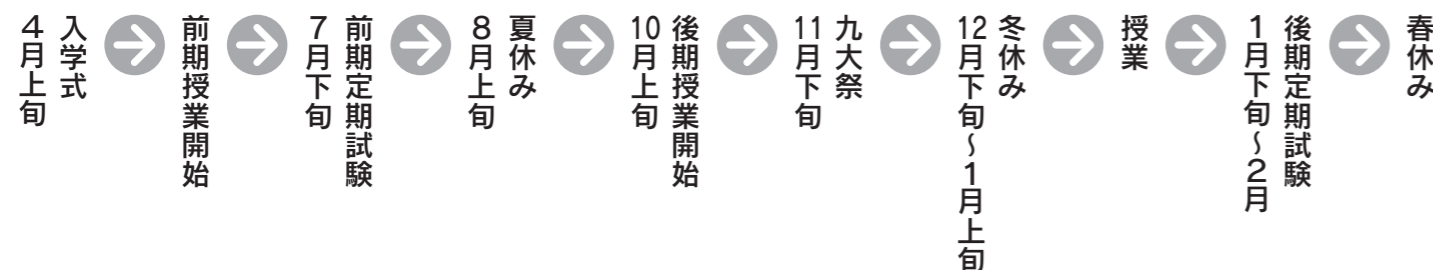 入学式
4月上旬
前期授業開始
前期定期試験
7月下旬
夏休み
8月上旬
後期授業開始
10月上旬
九大祭
11月下旬
冬休み
12月下旬〜1月上旬
授業
後期定期試験
1月下旬〜2月
春休み